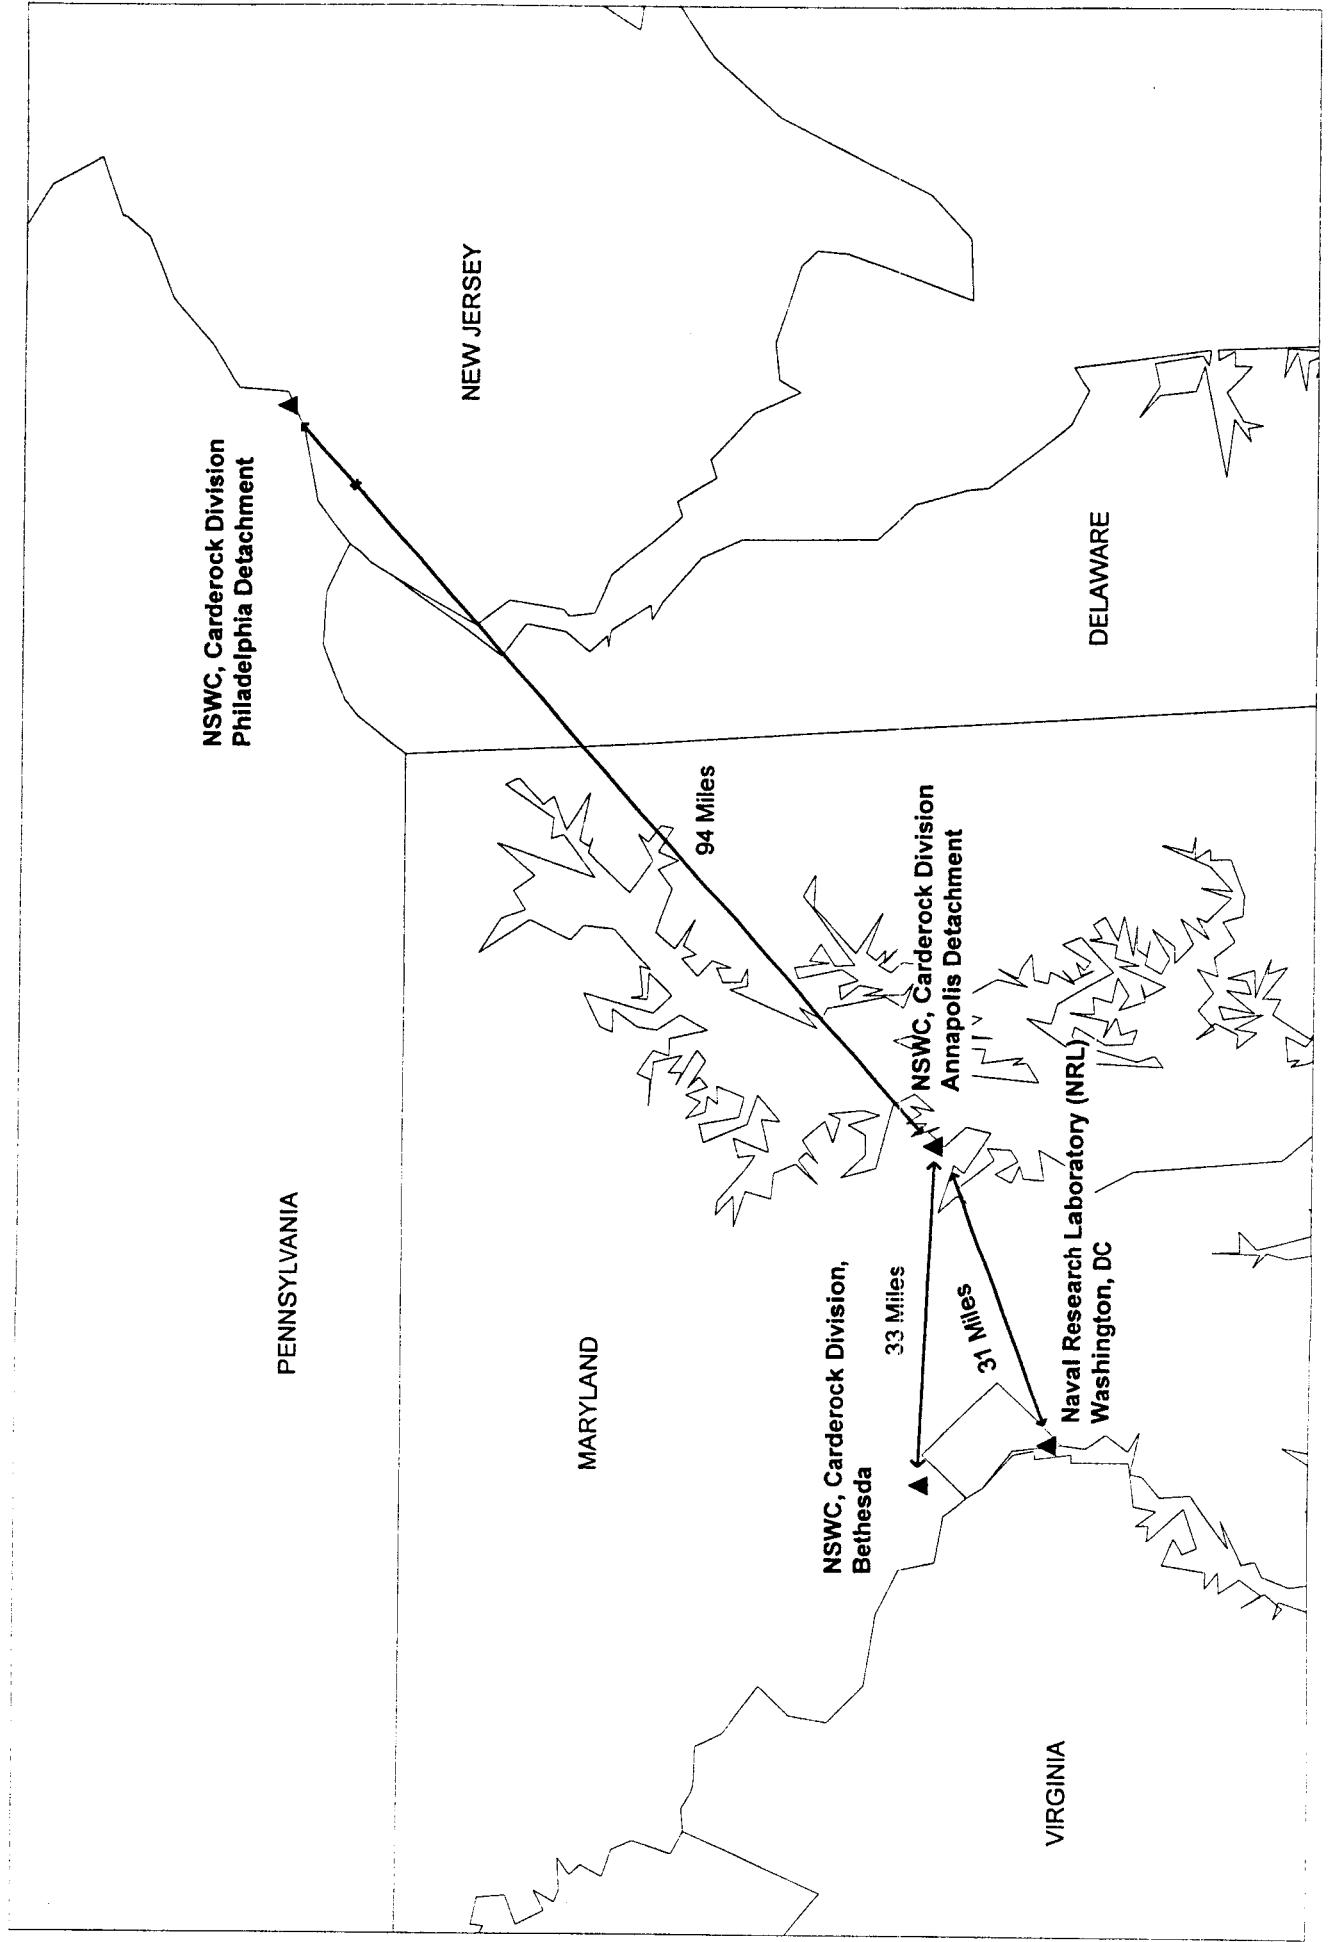 NSWC, Carderock Division
Philadelphia Detachment
PENNSYLVANIA
NEW JERSEY
MARYLAND
94 Miles
NSWC, Carderock Division,
Bethesda
33 Miles
NSWC, Carderock Division
Annapolis Detachment
31 Miles
Naval Research Laboratory (NRL)
Washington, DC
DELAWARE
VIRGINIA